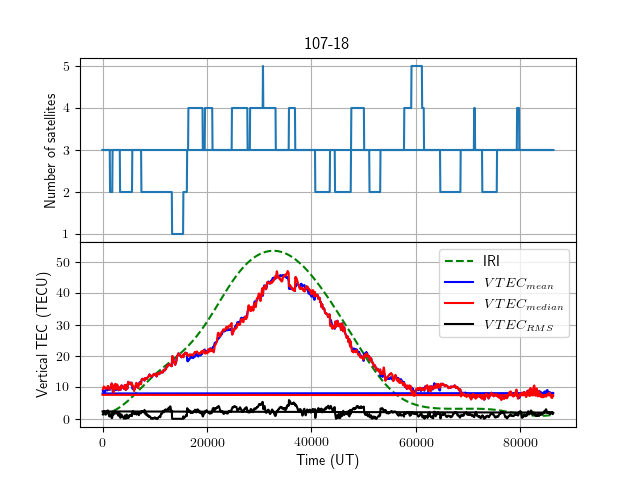 107-18
Number of satellites
5
4
3
2
1
Vertical TEC (TECU)
50
40
30
20
10
0
IRI
VTEC_mean
VTEC_median
VTEC_RMS
0 20000 40000 60000 80000
Time (UT)